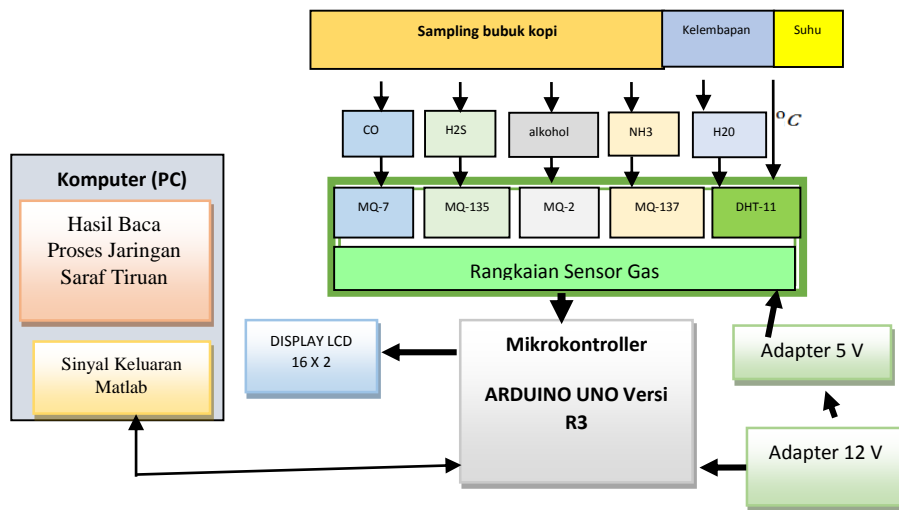 Sampling bubuk kopi
Kelembapan
Suhu
CO
H2S
alkohol
NH3
H20
°C
Komputer (PC)
Hasil Baca
Proses Jaringan
Saraf Tiruan
MQ-7
MQ-135
MQ-2
MQ-137
DHT-11
Rangkaian Sensor Gas
DISPLAY LCD
16 X 2
Mikrokontroller
ARDUINO UNO Versi
R3
Adapter 5 V
Sinyal Keluaran
Matlab
Adapter 12 V